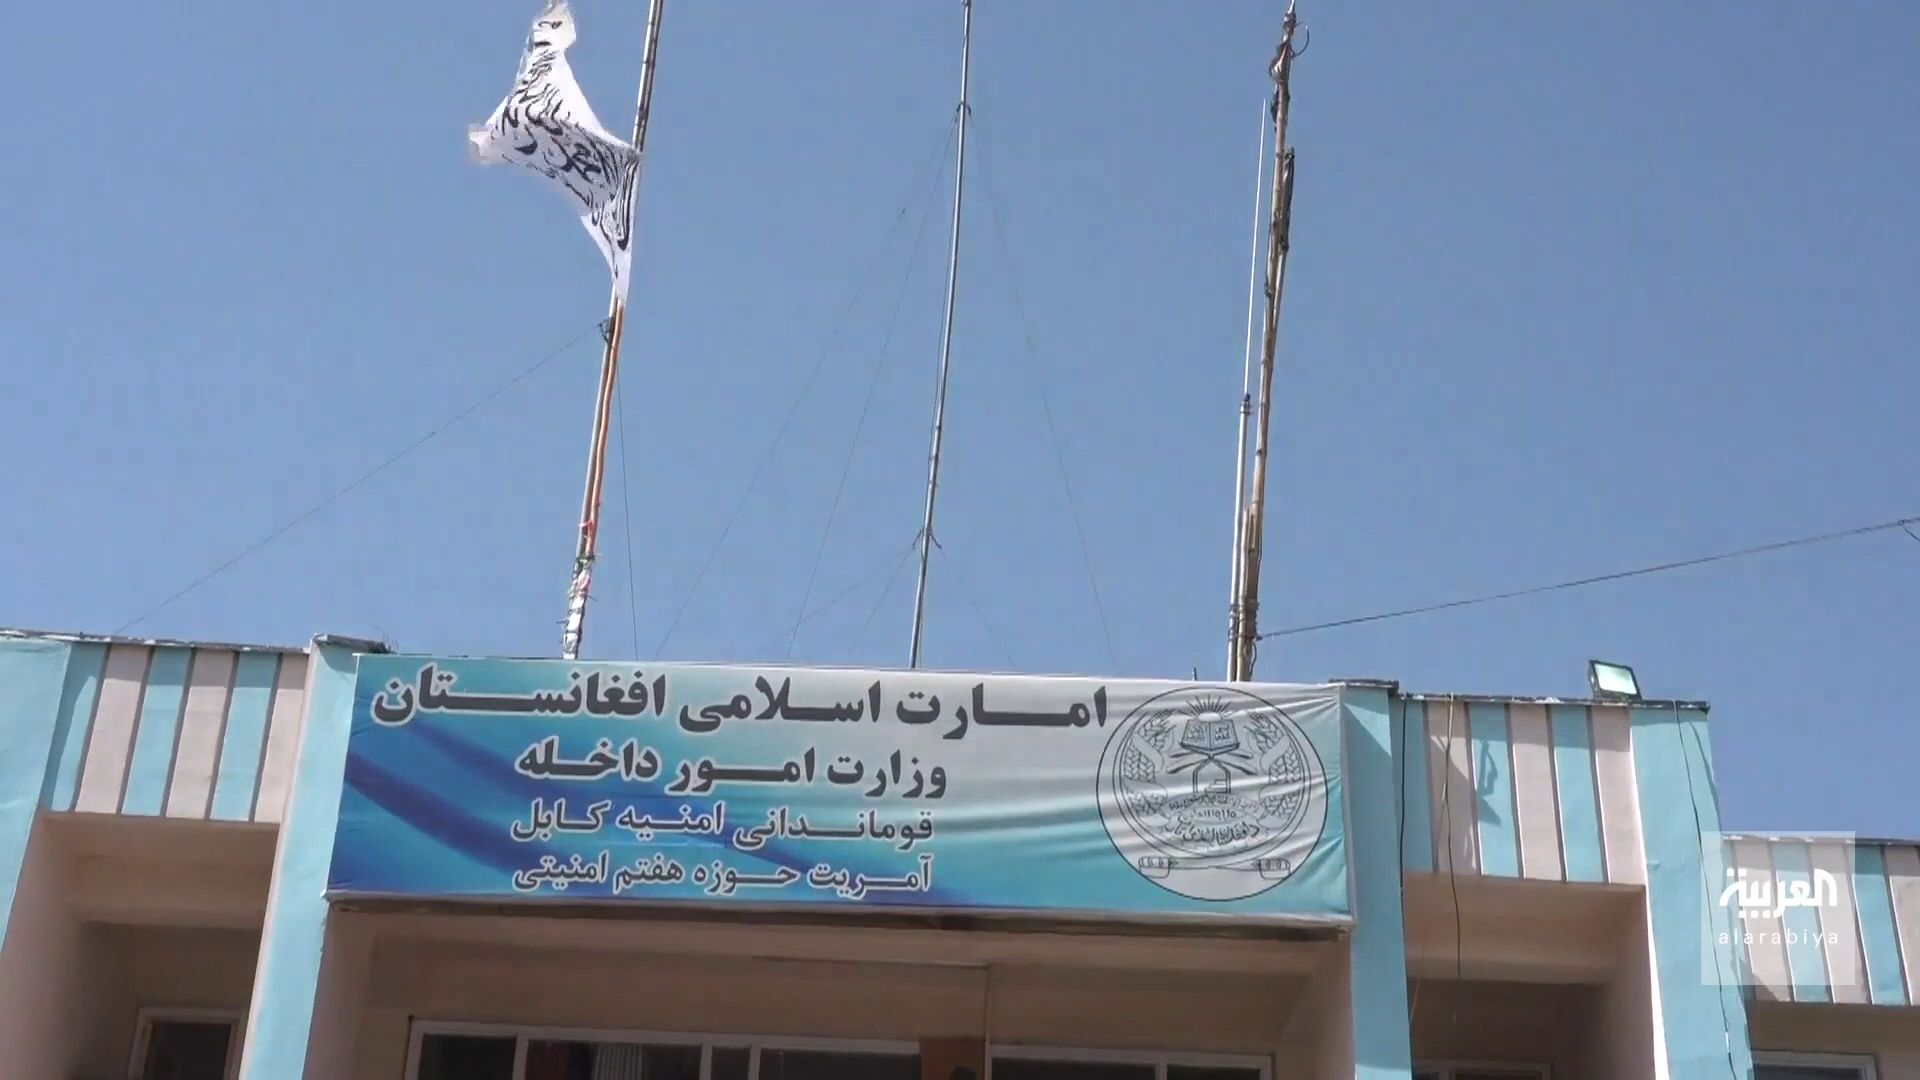 امارت اسلامی افغانستان
وزارت امور داخله
قوماندانی امنیه کابل
آمریت حوزه هفتم امنیتی
العربية
alarabiya